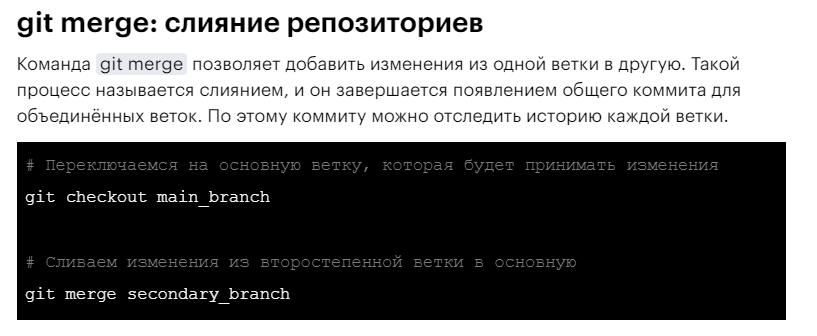 git merge: слияние репозиториев
Команда git merge позволяет добавить изменения из одной ветки в другую. Такой
процесс называется слиянием, и он завершается появлением общего коммита для
объединённых веток. По этому коммиту можно отследить историю каждой ветки.
# Переключаемся на основную ветку, которая будет принимать изменения
git checkout main_branch
# Сливаем изменения из второстепенной ветки в основную
git merge secondary_branch